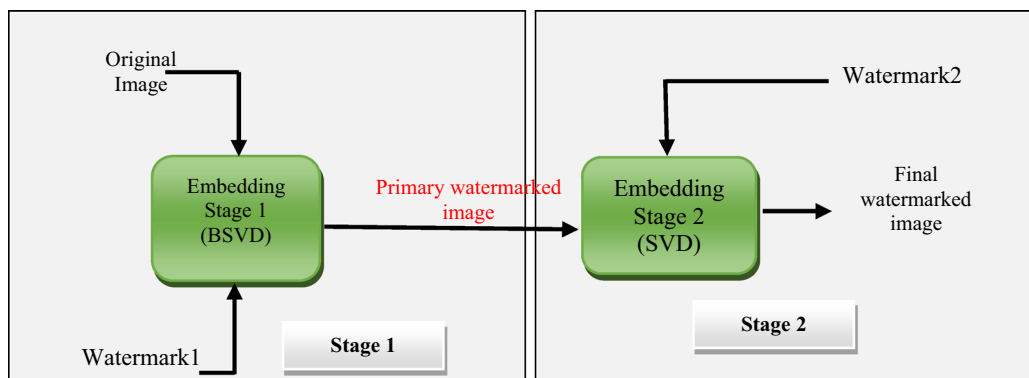 Original
Image
Embedding
Stage 1
(BSVD)
Watermark1
Stage 1
Primary watermarked
image
Watermark2
Embedding
Stage 2
(SVD)
Final
watermarked
image
Stage 2